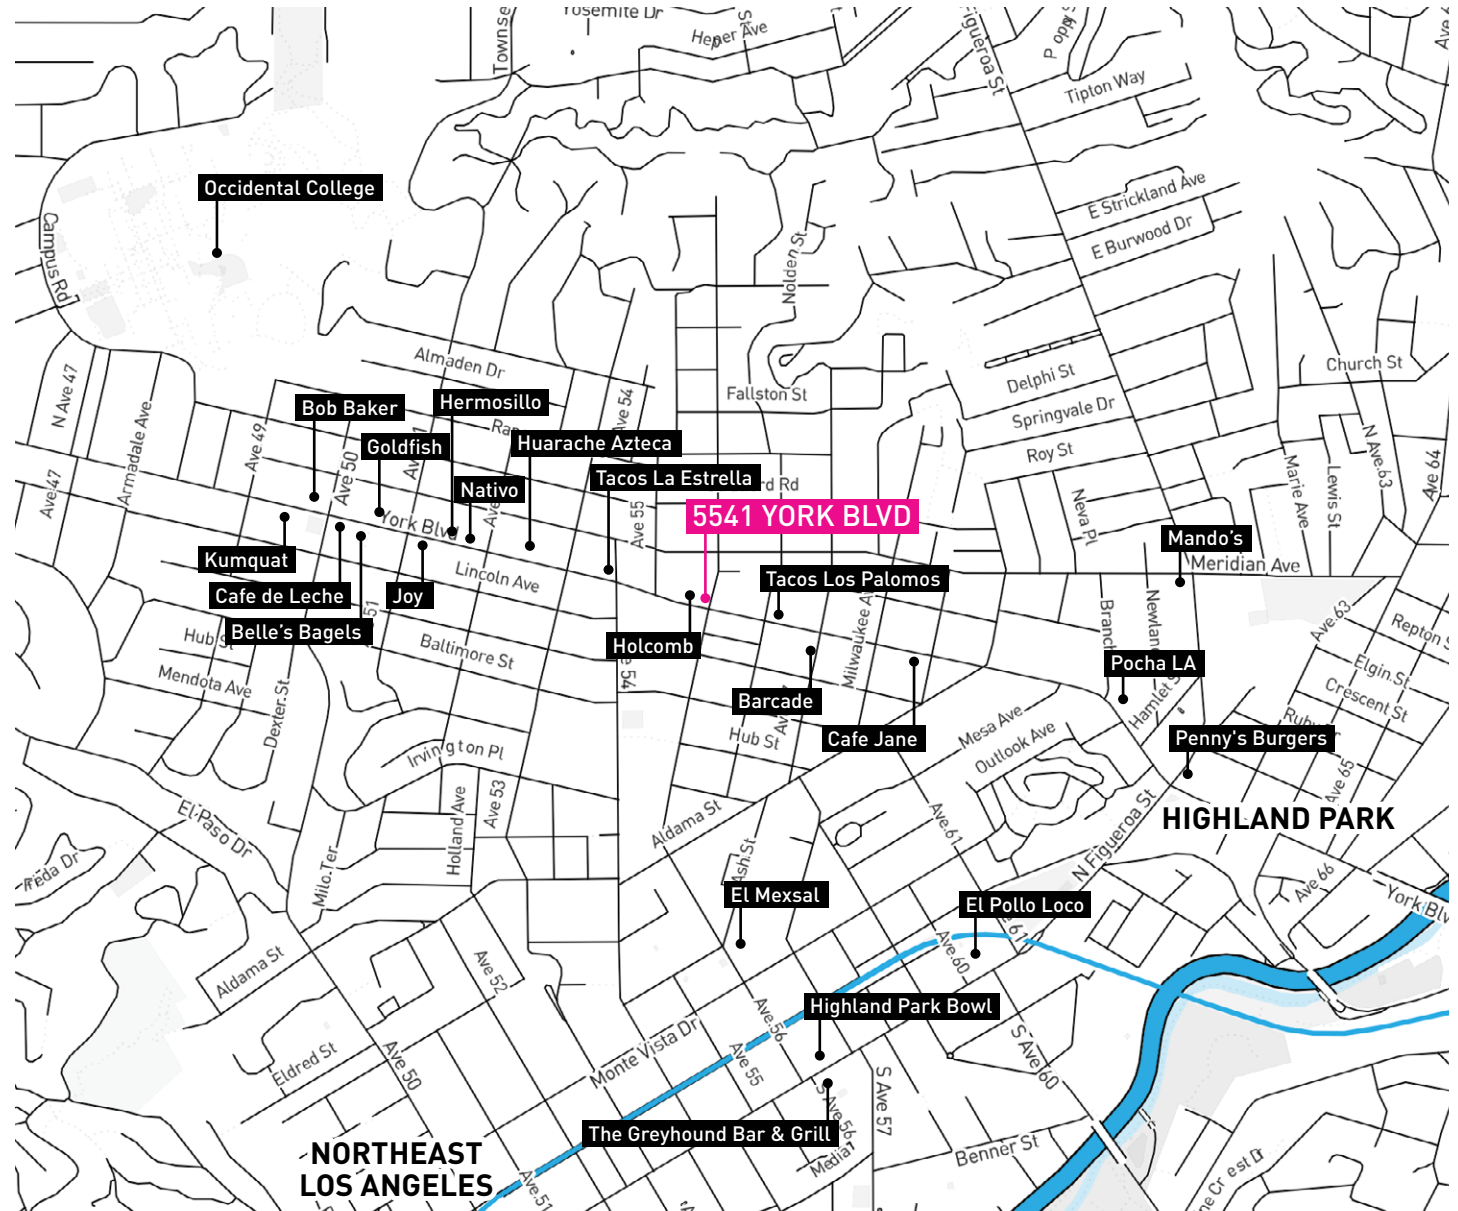 Yosemite Dr
Hepner Ave
Tipton Way
Occidental College
E Strickland Ave
E Burwood Dr
Campus Rd
Nolden St
Almaden Dr
Church St
Delphi St
Fallston St
Springvale Dr
N Ave 47
Armadale Ave
Ave 49
Bob Baker
Hermosillo
Ave 54
Goldfish
Huarache Azteca
Roy St
N Ave 63
Ave 64
Ave 47
Ave 50
Nativo
Tacos La Estrella
rd Rd
Neva Pl
Marie Ave
Lewis St
York Blvd
Ave 55
5541 YORK BLVD
Mando's
Meridian Ave
Kumquat
Lincoln Ave
Tacos Los Palomos
Cafe de Leche
Joy
Milwaukee Av
Branch
Newlan
Ave 63
Repton S
Belle's Bagels
51
Hub St
Baltimore St
Holcomb
Pocha LA
Elgin St
Crescent St
Mendota Ave
Dexter St
Barcade
Hamlet S
Mesa Ave
Outlook Ave
Hub St
Cafe Jane
Penny's Burgers
Irvington Pl
Ave 65
El Paso Dr
Holland Ave
Ave 53
Aldama St
Ave 61
N Figueroa St
HIGHLAND PARK
Milo Ter
Ash St
Ave 66
York Blv
El Mexsal
El Pollo Loco
Aldama St
Ave 52
Ave 60
e 61
Highland Park Bowl
Ave 56
Monte Vista Dr
Eldred St
Ave 50
Ave 55
S Ave 60
S Ave 57
S Ave 56
The Greyhound Bar & Grill
Benner St
NORTHEAST
LOS ANGELES
Ave 51